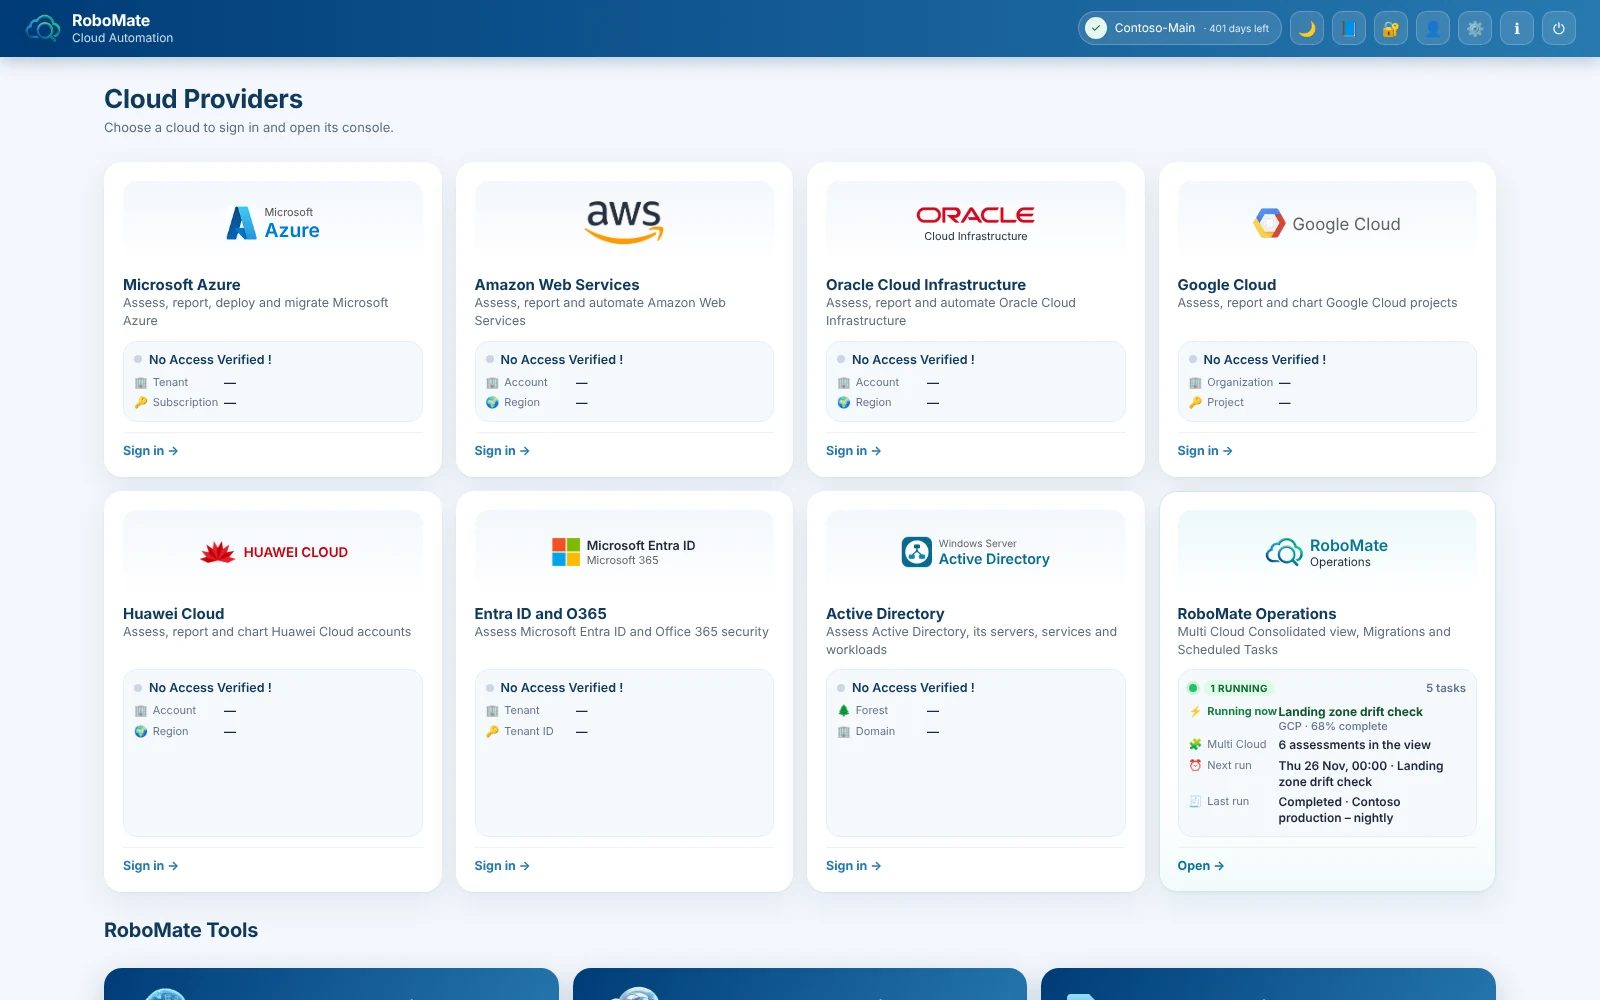 RoboMate
Cloud Automation
Contoso-Main · 401 days left
Cloud Providers
Choose a cloud to sign in and open its console.
Microsoft
Azure
Microsoft Azure
Assess, report, deploy and migrate Microsoft
Azure
No Access Verified !
Tenant —
Subscription —
Sign in →
aws
Amazon Web Services
Assess, report and automate Amazon Web
Services
No Access Verified !
Account —
Region —
Sign in →
ORACLE
Cloud Infrastructure
Oracle Cloud Infrastructure
Assess, report and automate Oracle Cloud
Infrastructure
No Access Verified !
Account —
Region —
Sign in →
Google Cloud
Google Cloud
Assess, report and chart Google Cloud projects
No Access Verified !
Organization —
Project —
Sign in →
HUAWEI CLOUD
Huawei Cloud
Assess, report and chart Huawei Cloud accounts
No Access Verified !
Account —
Region —
Sign in →
Microsoft Entra ID
Microsoft 365
Entra ID and O365
Assess Microsoft Entra ID and Office 365 security
No Access Verified !
Tenant —
Tenant ID —
Sign in →
Windows Server
Active Directory
Active Directory
Assess Active Directory, its servers, services and
workloads
No Access Verified !
Forest —
Domain —
Sign in →
RoboMate
Operations
RoboMate Operations
Multi Cloud Consolidated view, Migrations and
Scheduled Tasks
1 RUNNING 5 tasks
Running now Landing zone drift check
GCP · 68% complete
Multi Cloud 6 assessments in the view
Next run Thu 26 Nov, 00:00 · Landing
zone drift check
Last run Completed · Contoso
production – nightly
Open →
RoboMate Tools